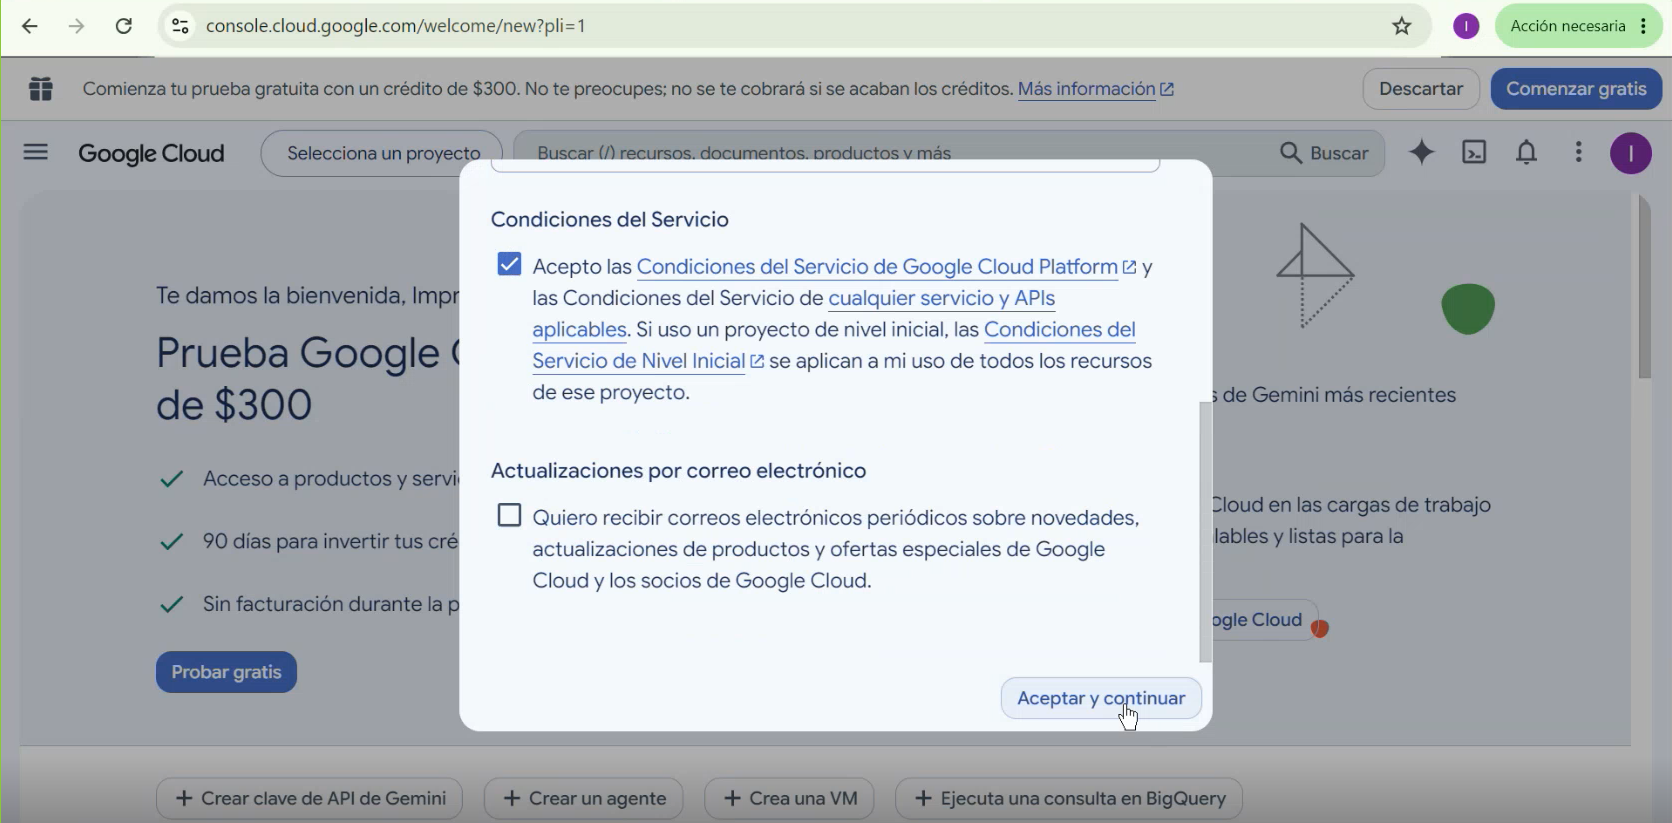 console.cloud.google.com/welcome/new?pli=1
I
Acción necesaria
Comienza tu prueba gratuita con un crédito de $300. No te preocupes; no se te cobrará si se acaban los créditos. Más información
Descartar
Comenzar gratis
Google Cloud
Selecciona un proyecto
Buscar (/) recursos, documentos, productos y más
Buscar
I
Condiciones del Servicio
Acepto las Condiciones del Servicio de Google Cloud Platform y
las Condiciones del Servicio de cualquier servicio y APIs
aplicables. Si uso un proyecto de nivel inicial, las Condiciones del
Servicio de Nivel Inicial se aplican a mi uso de todos los recursos
de ese proyecto.
Actualizaciones por correo electrónico
Quiero recibir correos electrónicos periódicos sobre novedades,
actualizaciones de productos y ofertas especiales de Google
Cloud y los socios de Google Cloud.
Aceptar y continuar
Te damos la bienvenida,
Prueba Google
de $300
Acceso a productos y
90 días para invertir tus
Sin facturación durante la
Probar gratis
de Gemini más recientes
Cloud en las cargas de trabajo
y listas para la
Cloud
+ Crear clave de API de Gemini
+ Crear un agente
+ Crea una VM
+ Ejecuta una consulta en BigQuery